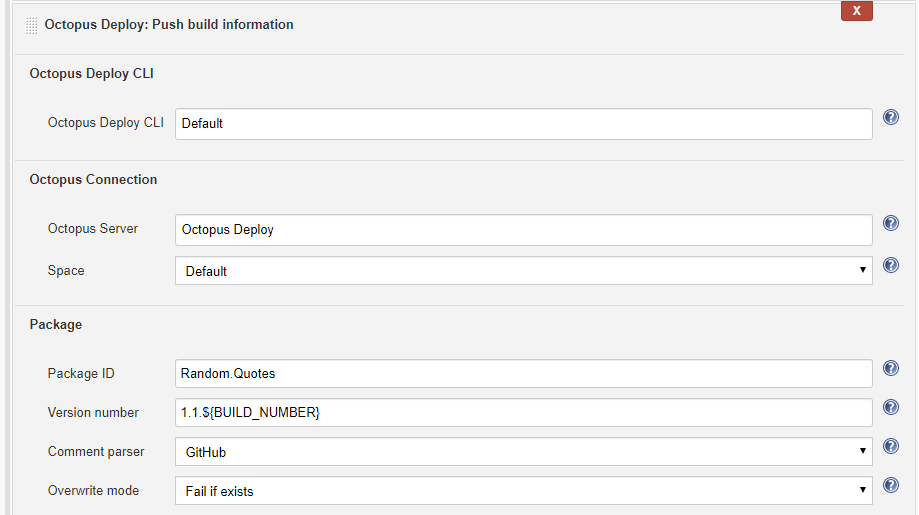 Octopus Deploy: Push build information
X
Octopus Deploy CLI
Octopus Deploy CLI Default ?
Octopus Connection
Octopus Server Octopus Deploy ?
Space Default ?
Package
Package ID Random.Quotes ?
Version number 1.1.${BUILD_NUMBER} ?
Comment parser GitHub ?
Overwrite mode Fail if exists ?